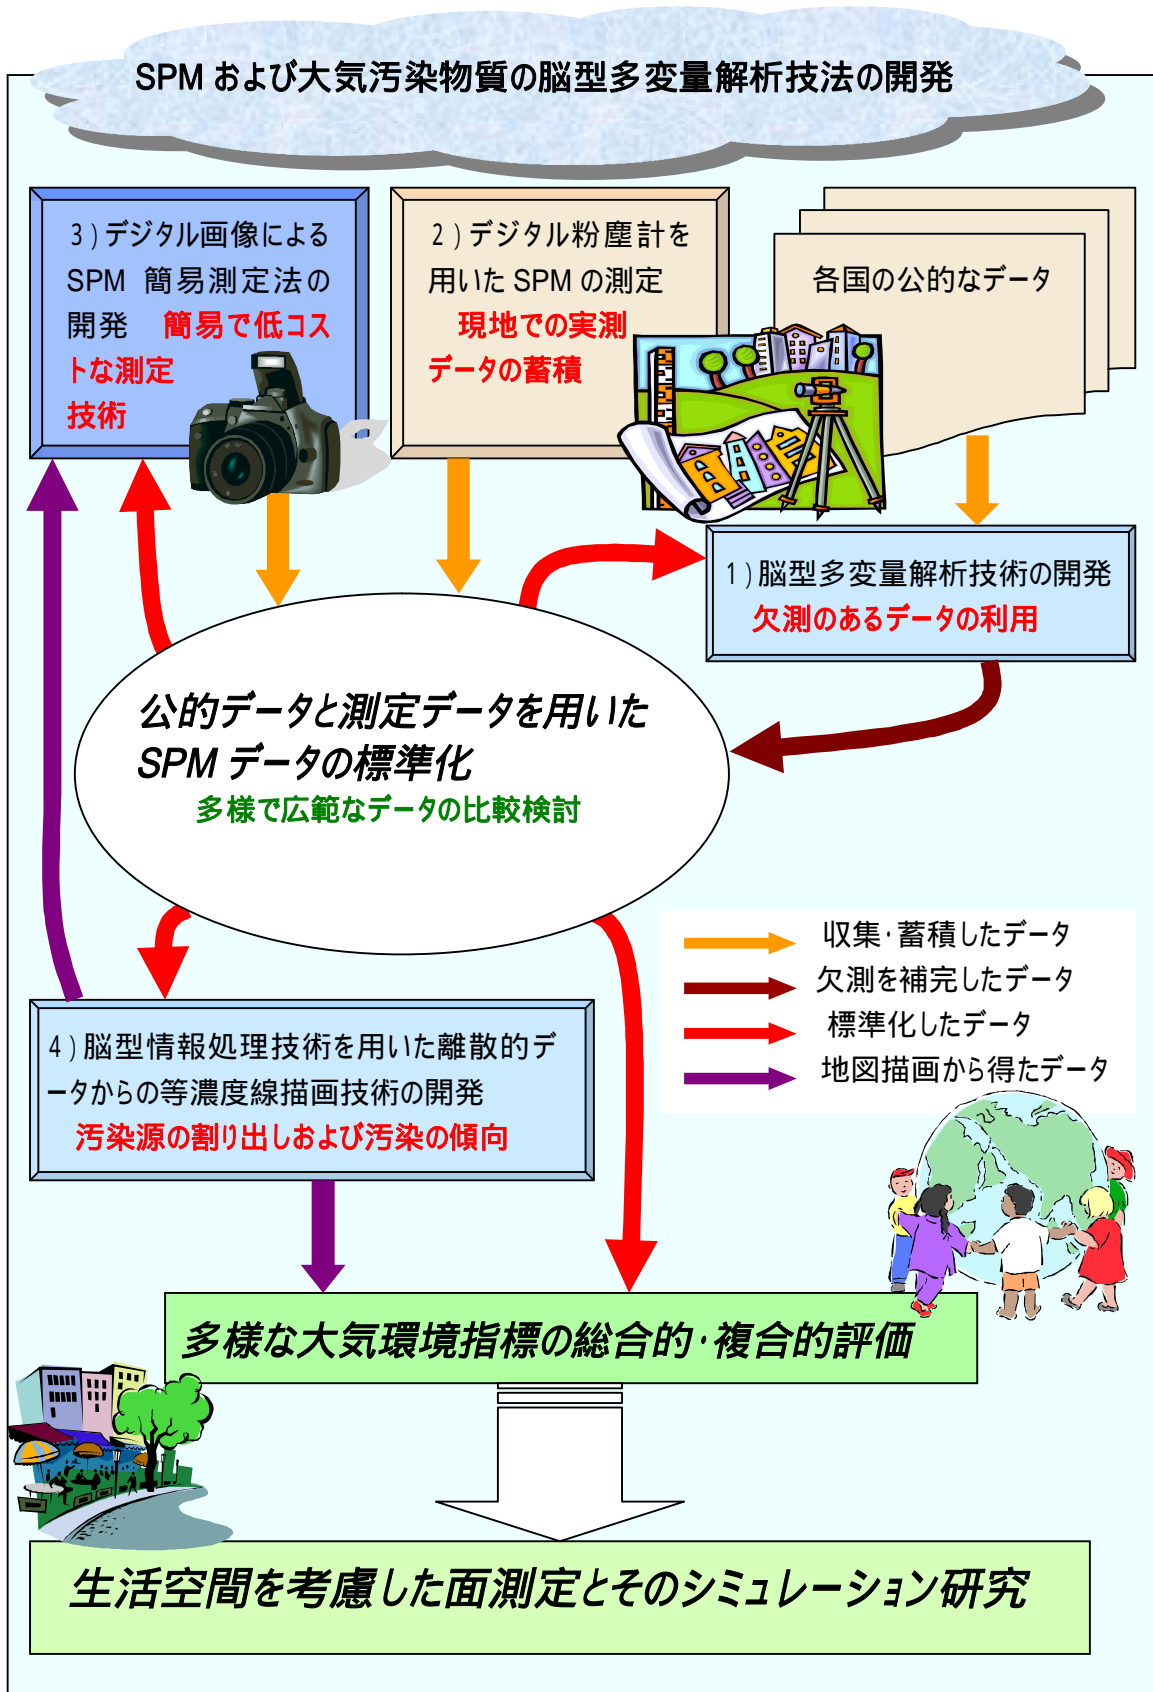 SPM および大気汚染物質の脳型多変量解析技法の開発
3）デジタル画像による
SPM 簡易測定法の
開発　簡易で低コス
トな測定
技術
2）デジタル粉塵計を
用いた SPM の測定
現地での実測
データの蓄積
各国の公的なデータ
1）脳型多変量解析技術の開発
欠測のあるデータの利用
公的データと測定データを用いた
SPM データの標準化
多様で広範なデータの比較検討
収集・蓄積したデータ
欠測を補完したデータ
標準化したデータ
地図描画から得たデータ
4）脳型情報処理技術を用いた離散的デ
ータからの等濃度線描画技術の開発
汚染源の割り出しおよび汚染の傾向
多様な大気環境指標の総合的・複合的評価
生活空間を考慮した面測定とそのシミュレーション研究